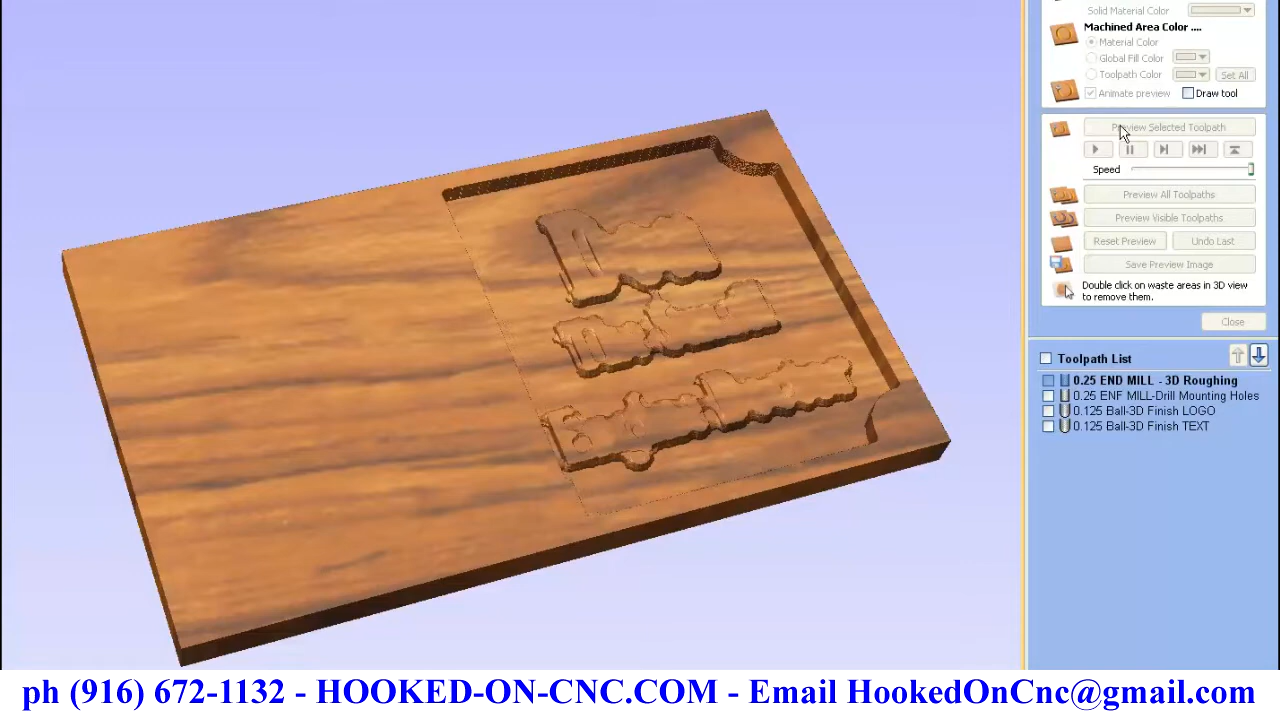 Solid Material Color
Machined Area Color ....
Material Color
Global Fill Color
Toolpath Color
Set All
Animate preview
Draw tool
Preview Selected Toolpath
Speed
Preview All Toolpaths
Preview Visible Toolpaths
Reset Preview
Undo Last
Save Preview Image
Double click on waste areas in 3D view
to remove them.
Close
Toolpath List
0.25 END MILL - 3D Roughing
0.25 ENF MILL-Drill Mounting Holes
0.125 Ball-3D Finish LOGO
0.125 Ball-3D Finish TEXT
ph (916) 672-1132 - HOOKED-ON-CNC.COM - Email HookedOnCnc@gmail.com